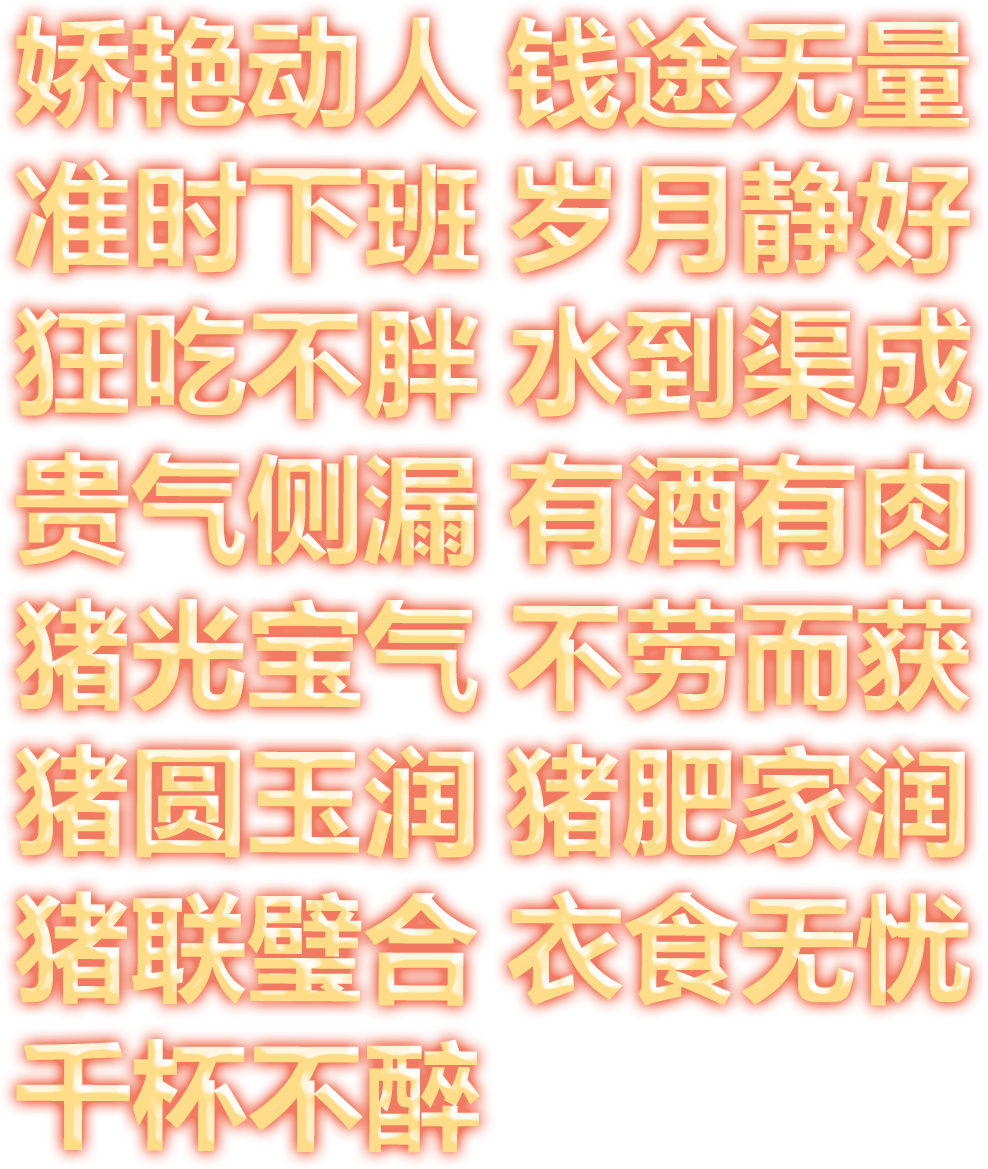 娇艳动人 钱途无量
准时下班 岁月静好
狂吃不胖 水到渠成
贵气侧漏 有酒有肉
猪光宝气 不劳而获
猪圆玉润 猪肥家润
猪联璧合 衣食无忧
千杯不醉